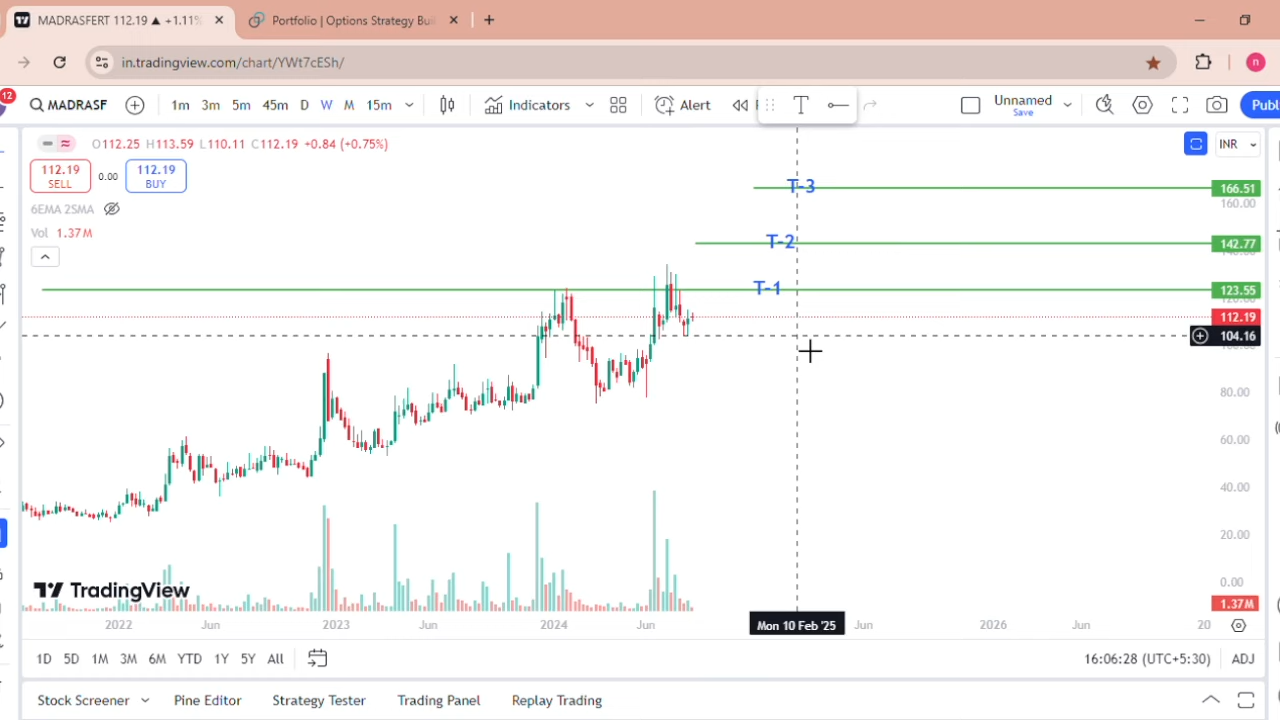 MADRASFERT 112.19 ▲ +1.11%
Portfolio | Options Strategy Bui
in.tradingview.com/chart/YWt7cESh/
n
12
MADRASF 1m 3m 5m 45m D W M 15m Indicators Alert Unnamed Save Publ
O112.25 H113.59 L110.11 C112.19 +0.84 (+0.75%)
INR
112.19 SELL 0.00 112.19 BUY
6EMA 2SMA
Vol 1.37M
T-3
166.51
160.00
T-2
142.77
T-1
123.55
112.19
104.16
80.00
60.00
40.00
20.00
0.00
1.37M
TradingView
2022 Jun 2023 Jun 2024 Jun Mon 10 Feb '25 Jun 2026 Jun 20
1D 5D 1M 3M 6M YTD 1Y 5Y All 16:06:28 (UTC+5:30) ADJ
Stock Screener Pine Editor Strategy Tester Trading Panel Replay Trading